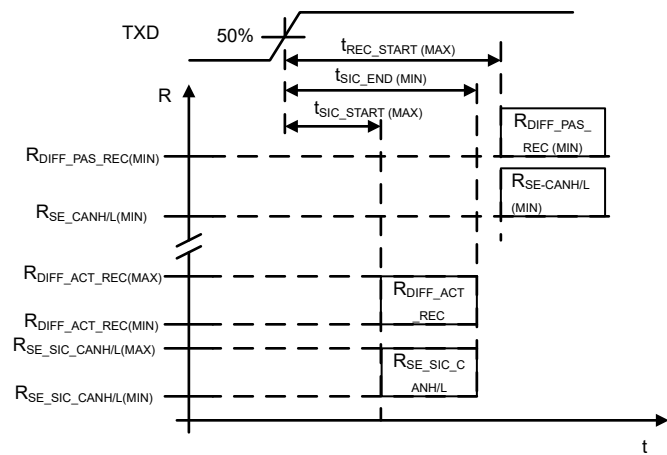 TXD
50%
tREC_START (MAX)
tSIC_END (MIN)
R
tSIC_START (MAX)
RDIFF_PAS_
REC (MIN)
RDIFF_PAS_REC(MIN)
RSE-CANH/L
(MIN)
RSE_CANH/L(MIN)
RDIFF_ACT_REC(MAX)
RDIFF_ACT
_REC
RDIFF_ACT_REC(MIN)
RSE_SIC_CANH/L(MAX)
RSE_SIC_C
ANH/L
RSE_SIC_CANH/L(MIN)
t